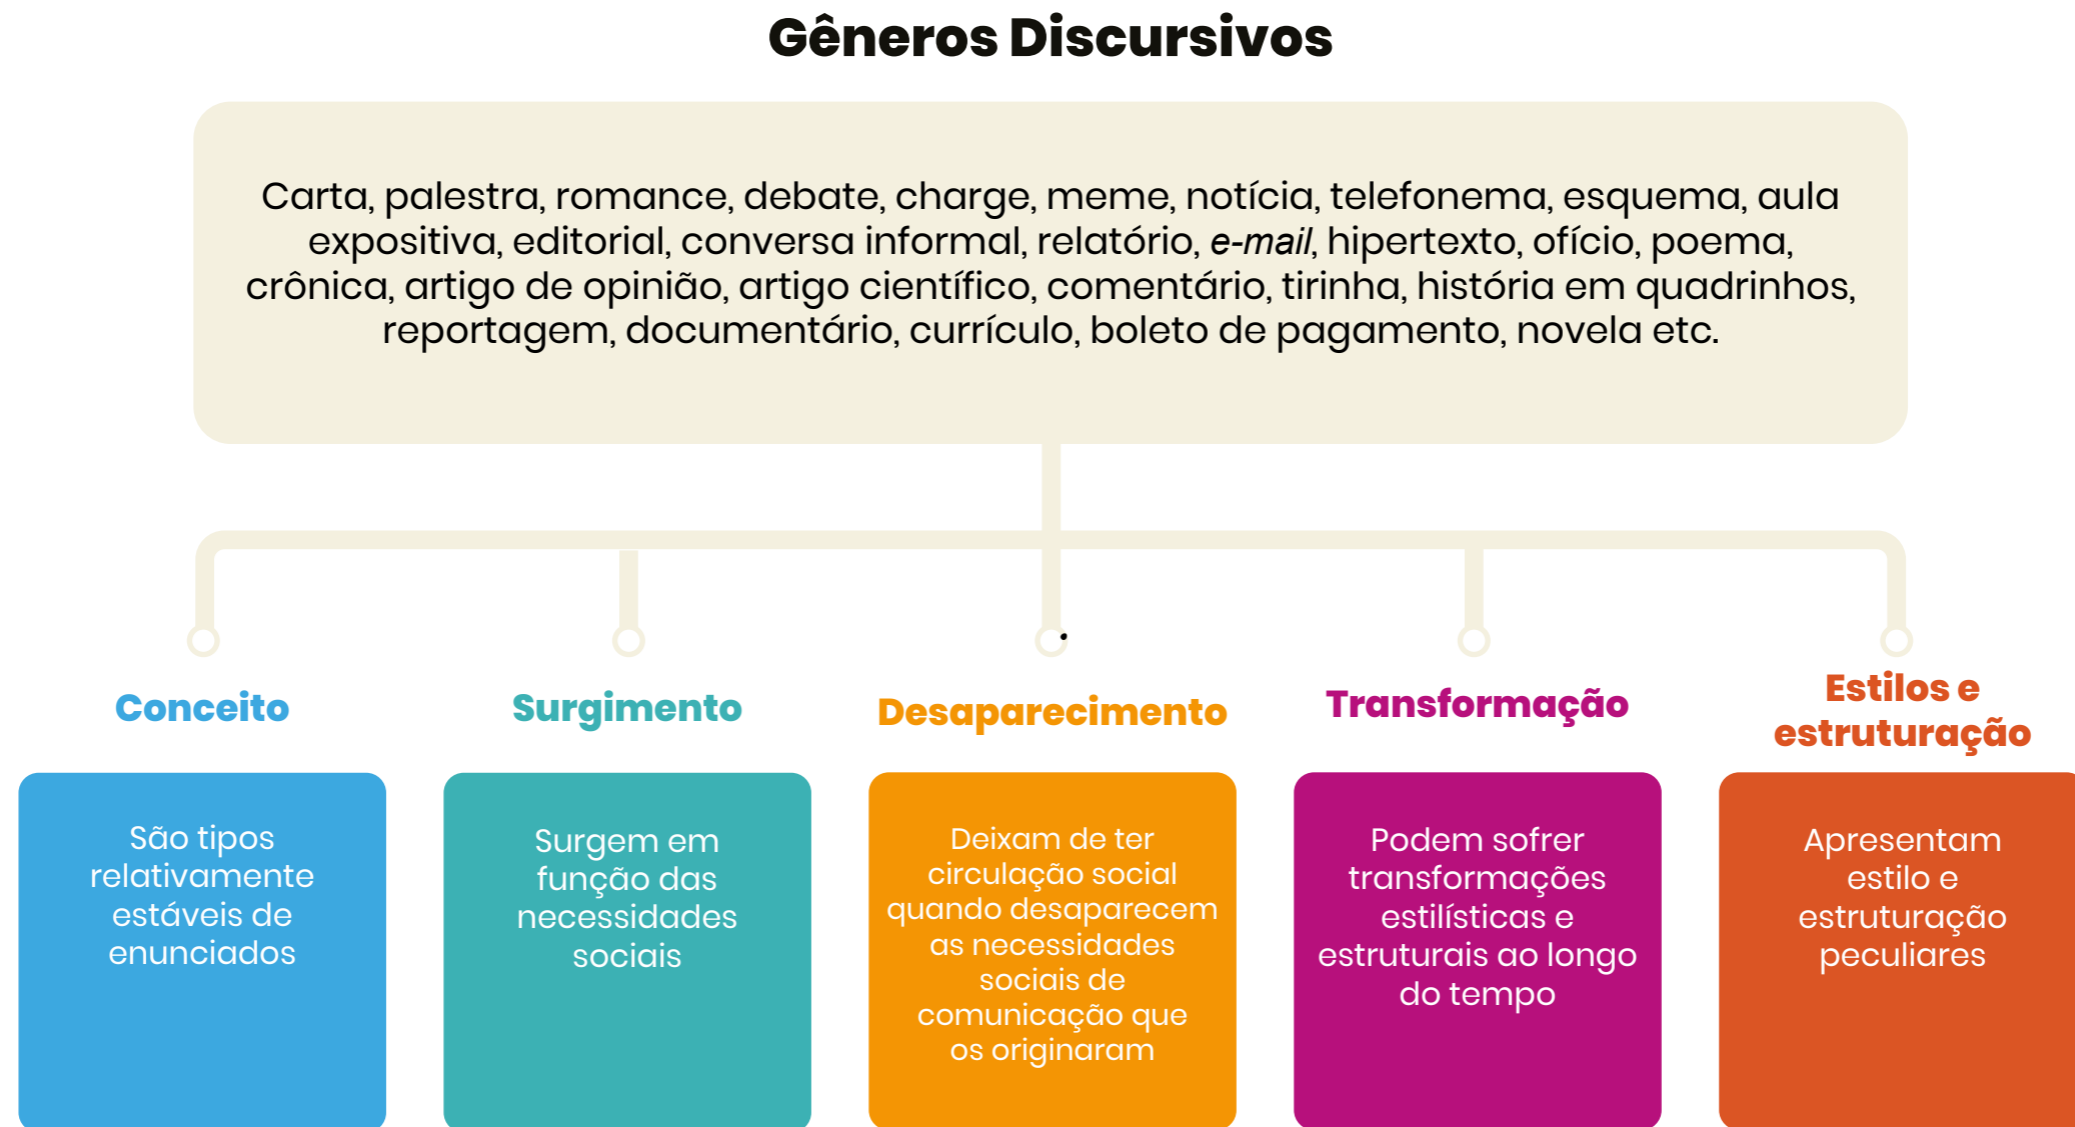 Gêneros Discursivos
Carta, palestra, romance, debate, charge, meme, notícia, telefonema, esquema, aula
expositiva, editorial, conversa informal, relatório, e-mail, hipertexto, ofício, poema,
crônica, artigo de opinião, artigo científico, comentário, tirinha, história em quadrinhos,
reportagem, documentário, currículo, boleto de pagamento, novela etc.
.
Conceito
São tipos
relativamente
estáveis de
enunciados
Surgimento
Surgem em
função das
necessidades
sociais
Desaparecimento
Deixam de ter
circulação social
quando desaparecem
as necessidades
sociais de
comunicação que
os originaram
Transformação
Podem sofrer
transformações
estilísticas e
estruturais ao longo
do tempo
Estilos e
estruturação
Apresentam
estilo e
estruturação
peculiares